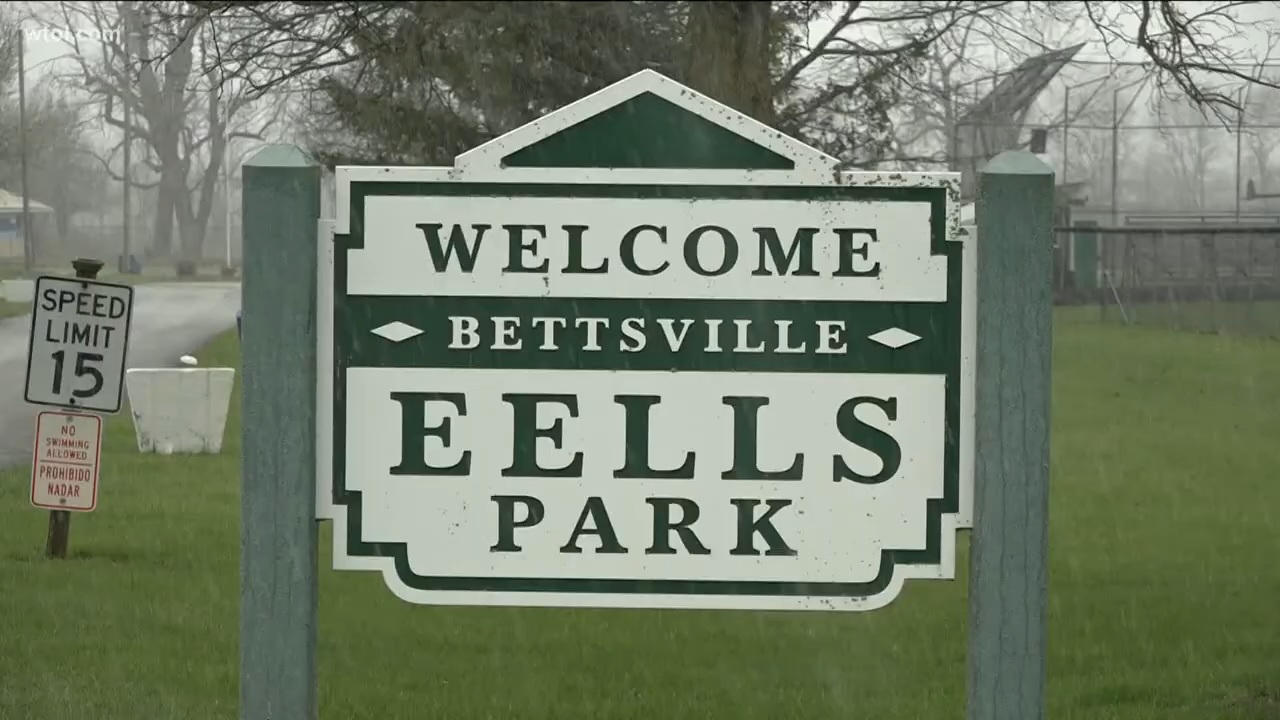 wtol.com
WELCOME
BETTSVILLE
EELLS
PARK
SPEED
LIMIT
15
NO
SWIMMING
ALLOWED
PROHIBIDO
NADAR